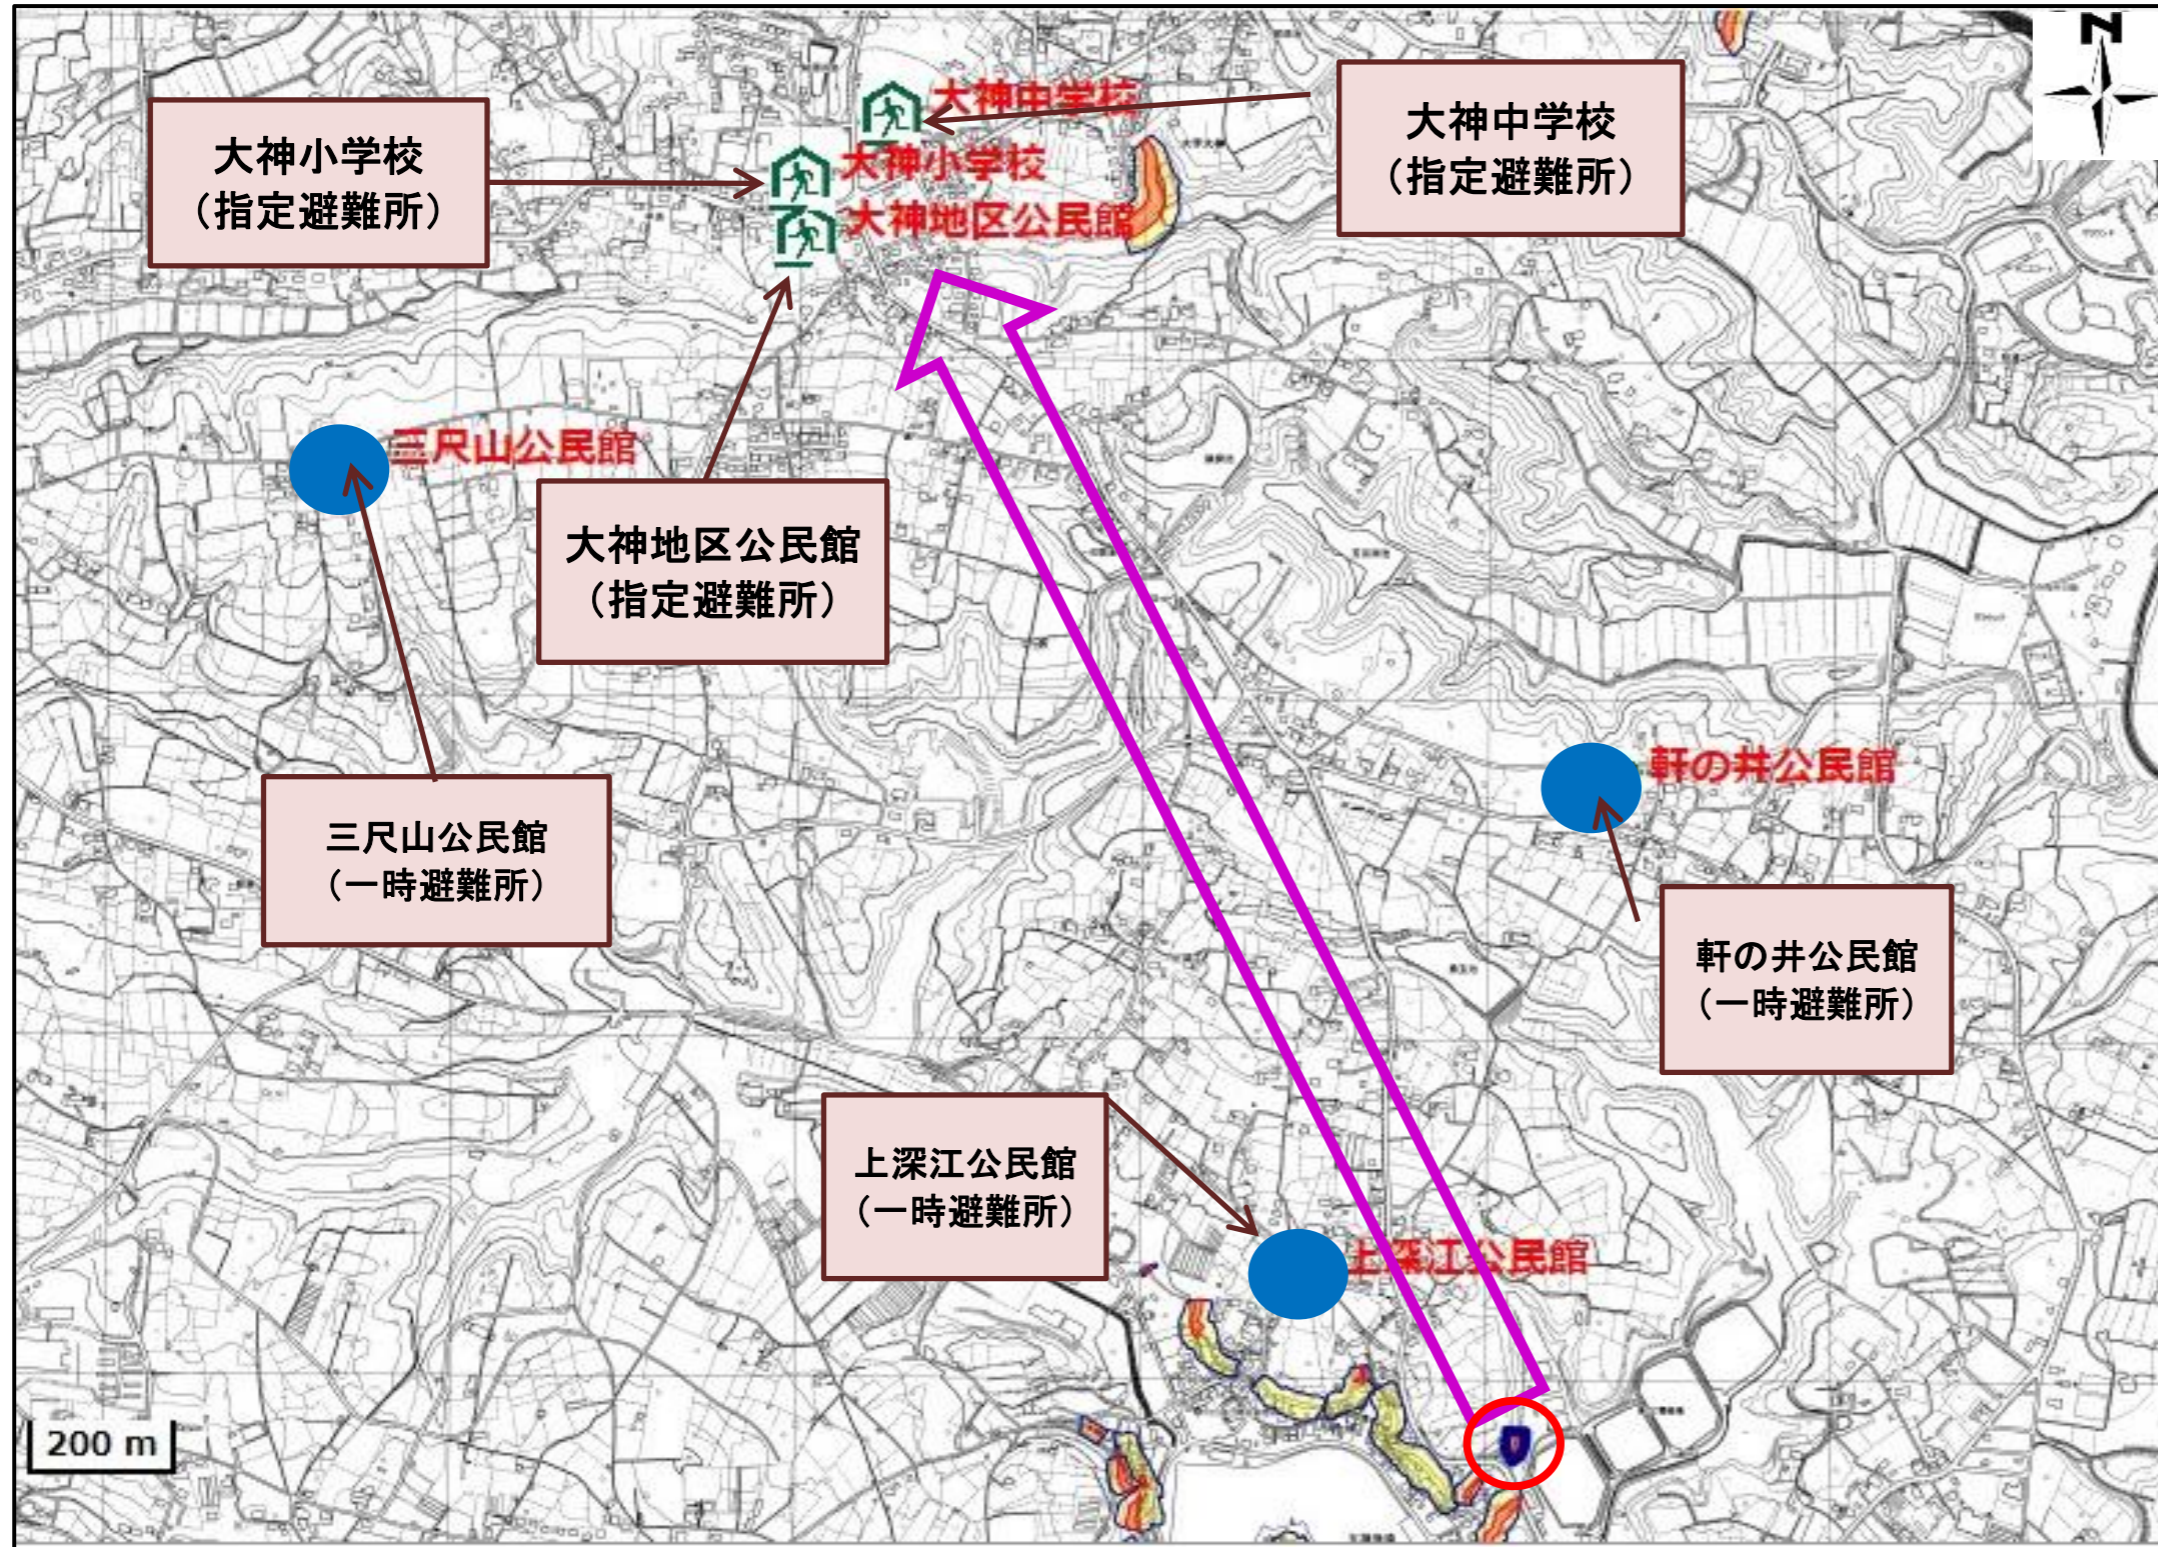 N
大神中学校
大神小学校
(指定避難所)
大神小学校
大神地区公民館
大神中学校
(指定避難所)
三尺山公民館
大神地区公民館
(指定避難所)
軒の井公民館
三尺山公民館
(一時避難所)
軒の井公民館
(一時避難所)
上深江公民館
(一時避難所)
上深江公民館
200 m